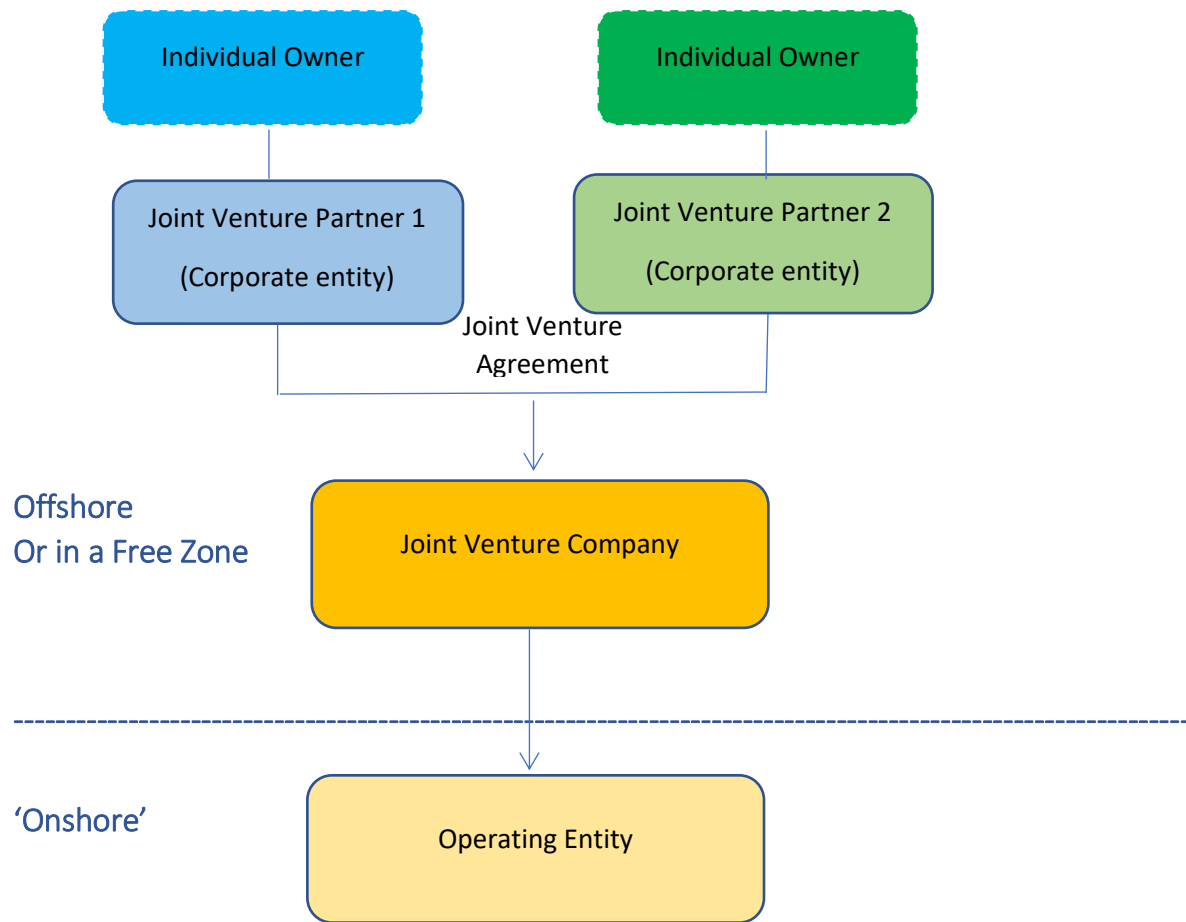 Individual Owner
Individual Owner
Joint Venture Partner 1
(Corporate entity)
Joint Venture Partner 2
(Corporate entity)
Joint Venture
Agreement
Offshore
Or in a Free Zone
Joint Venture Company
‘Onshore’
Operating Entity